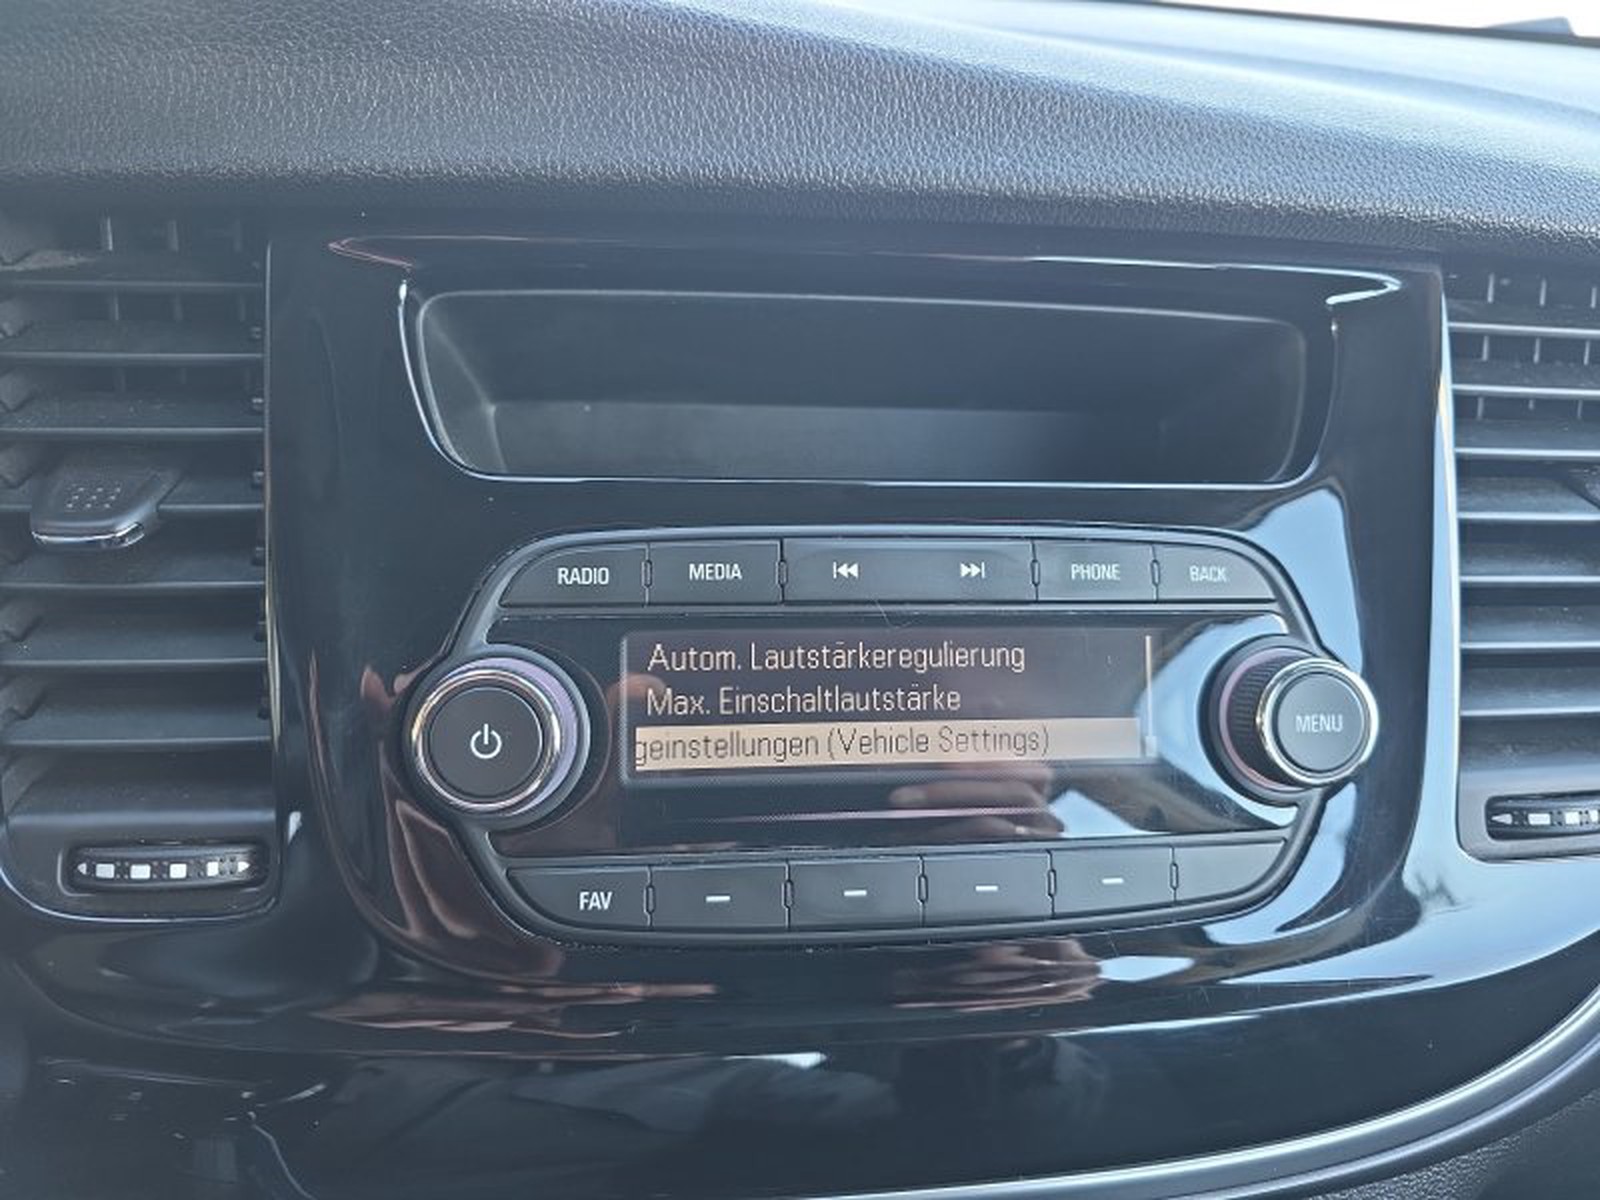 RADIO MEDIA PHONE BACK
Autom. Lautstärkeregulierung
Max. Einschaltlautstärke
geinstellungen (Vehicle Settings)
MENU
FAV